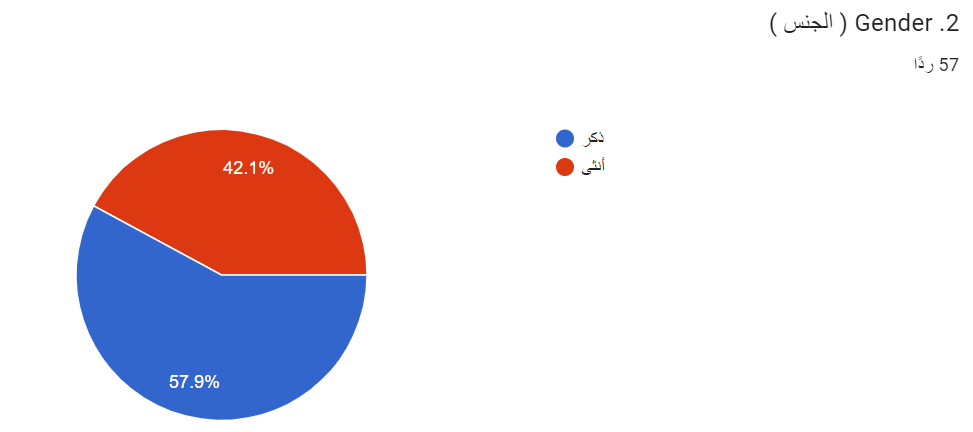 2. Gender ( الجنس )
57 ردًا
ذكر
أنثى
42.1%
57.9%